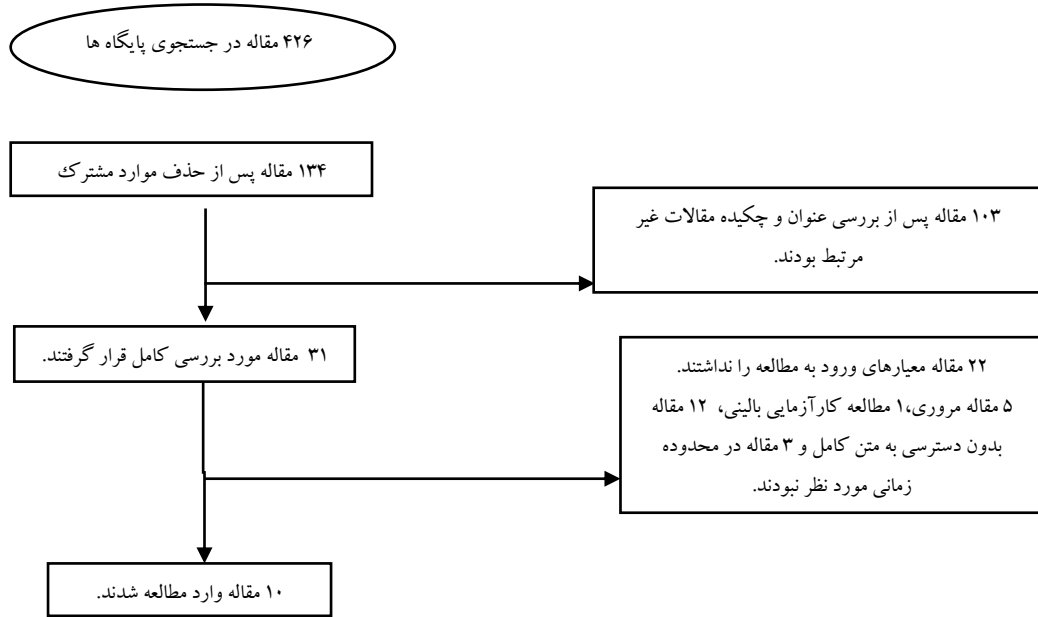 ۴۲۶ مقاله در جستجوی پایگاه ها
۱۳۴ مقاله پس از حذف موارد مشترک
۱۰۳ مقاله پس از بررسی عنوان و چکیده مقالات غیر
مرتبط بودند.
۳۱ مقاله مورد بررسی کامل قرار گرفتند.
۲۲ مقاله معیارهای ورود به مطالعه را نداشتند.
۵ مقاله مروری،۱ مطالعه کارآزمایی بالینی، ۱۲ مقاله
بدون دسترسی به متن کامل و ۳ مقاله در محدوده
زمانی مورد نظر نبودند.
۱۰ مقاله وارد مطالعه شدند.